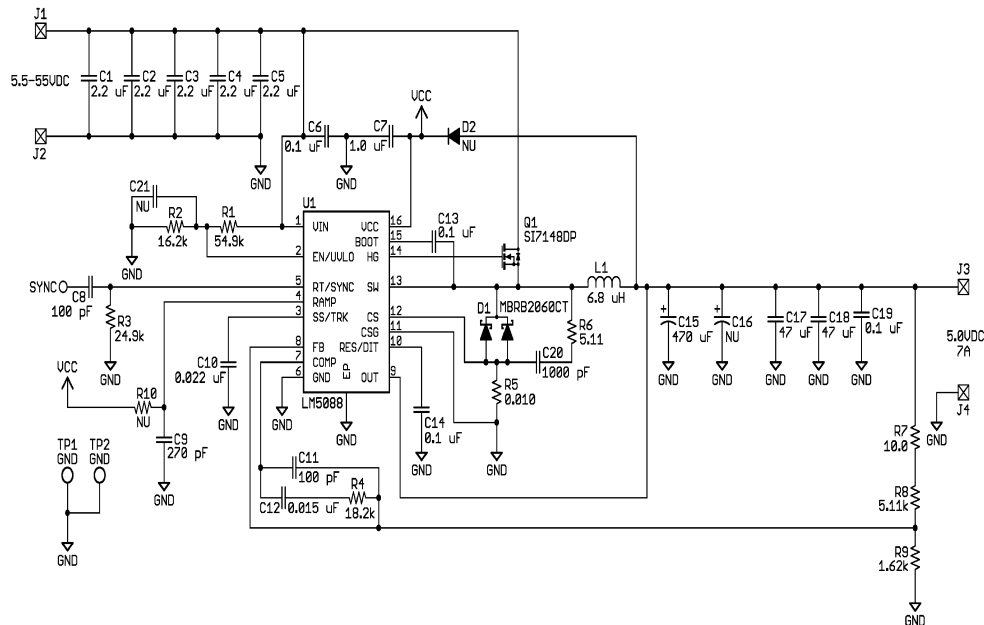 J1
5.5-55VDC
C1
2.2 uF
C2
2.2 uF
C3
2.2 uF
C4
2.2 uF
C5
2.2 uF
J2
GND
C6
0.1 uF
GND
C7
1.0 uF
VCC
D2
NU
C21
NU
R2
16.2k
R1
54.9k
GND
U1
1 VIN
2 EN/UVLO
5 RT/SYNC
4 RAMP
3 SS/TRK
8 FB
7 COMP
6 GND
EP
VCC 16
BOOT 15
HG 14
SW 13
CS 12
CSG 11
RES/DIT 10
OUT 9
LM5088
GND
GND
C13
0.1 uF
Q1
SI7148DP
SYNC
C8
100 pF
R3
24.9k
GND
C10
0.022 uF
GND
VCC
R10
NU
C9
270 pF
GND
TP1
GND
TP2
GND
GND
D1
MBRB2060CT
R6
5.11
C20
1000 pF
R5
0.010
GND
C14
0.1 uF
GND
L1
6.8 uH
C15
470 uF
GND
C16
NU
GND
C17
47 uF
GND
C18
47 uF
GND
C19
0.1 uF
GND
J3
5.0VDC
7A
J4
GND
C11
100 pF
C12
0.015 uF
R4
18.2k
R7
10.0
R8
5.11k
R9
1.62k
GND